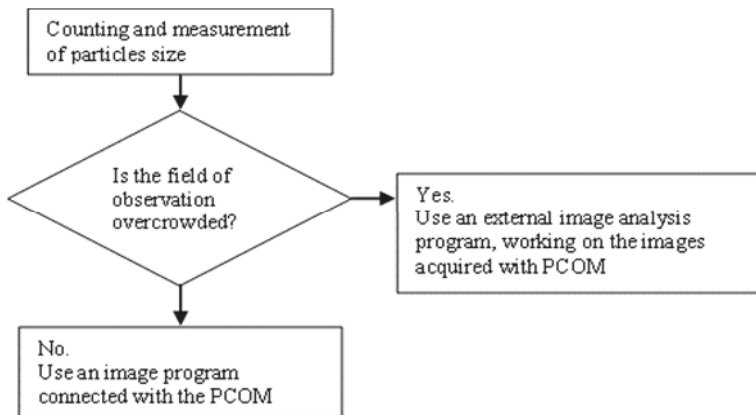 Counting and measurement
of particles size
Is the field of
observation
overcrowded?
Yes.
Use an external image analysis
program, working on the images
acquired with PCOM
No.
Use an image program
connected with the PCOM